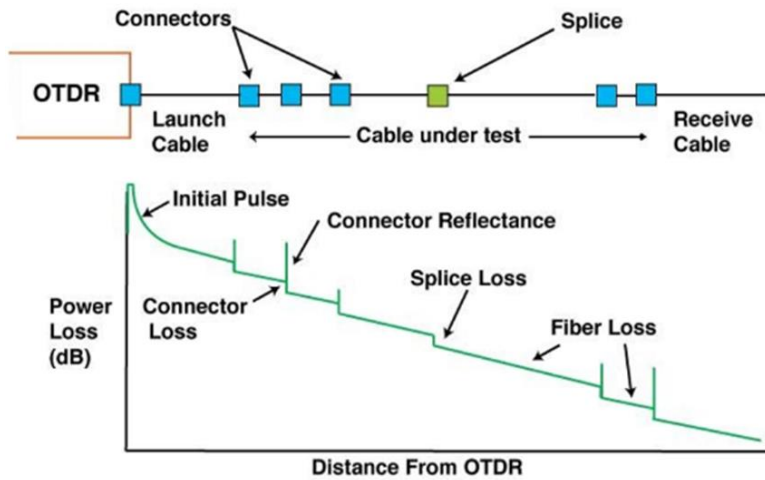 Connectors
Splice
OTDR
Launch
Cable
Cable under test
Receive
Cable
Initial Pulse
Connector Reflectance
Splice Loss
Power
Loss
(dB)
Connector
Loss
Fiber Loss
Distance From OTDR